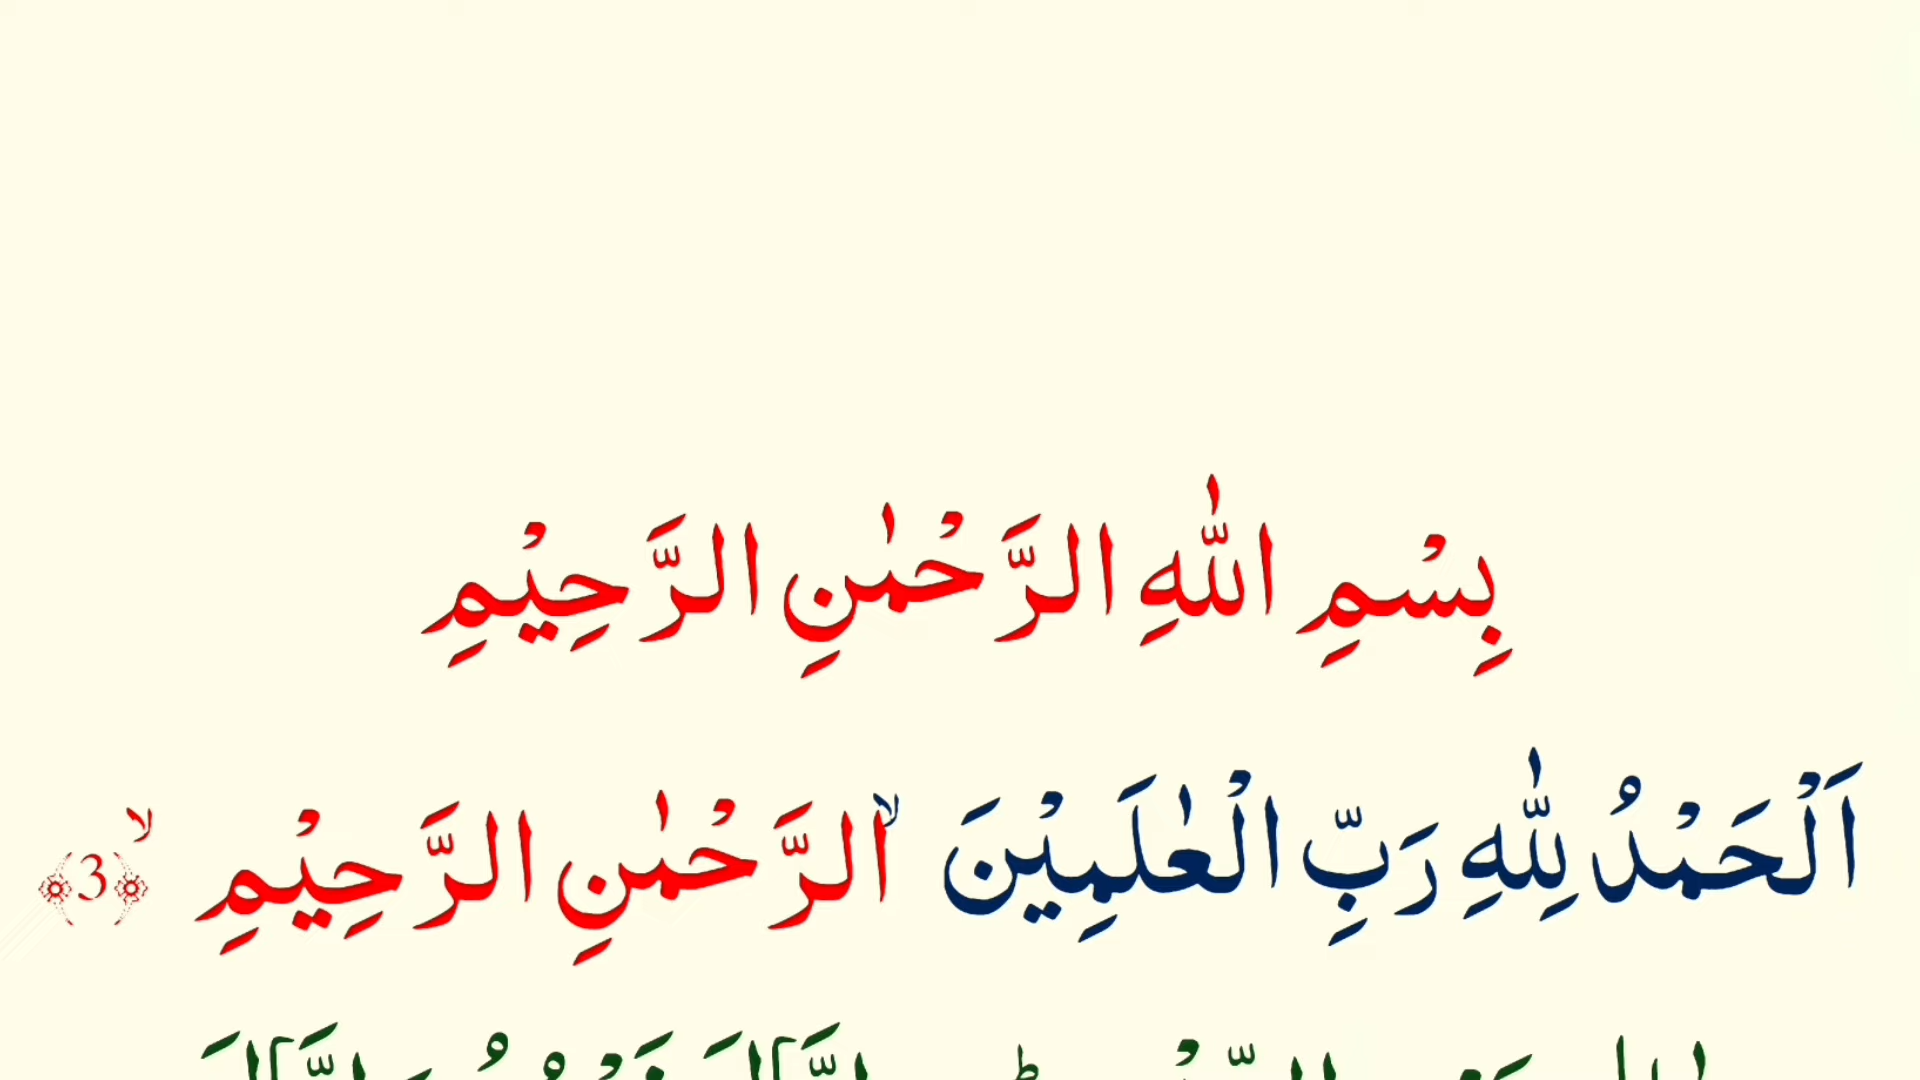 بِسْمِ اللّٰهِ الرَّحْمٰنِ الرَّحِيْمِ
اَلْحَمْدُ لِلّٰهِ رَبِّ الْعٰلَمِيْنَ ۙ الرَّحْمٰنِ الرَّحِيْمِ ۙ ﴿3﴾